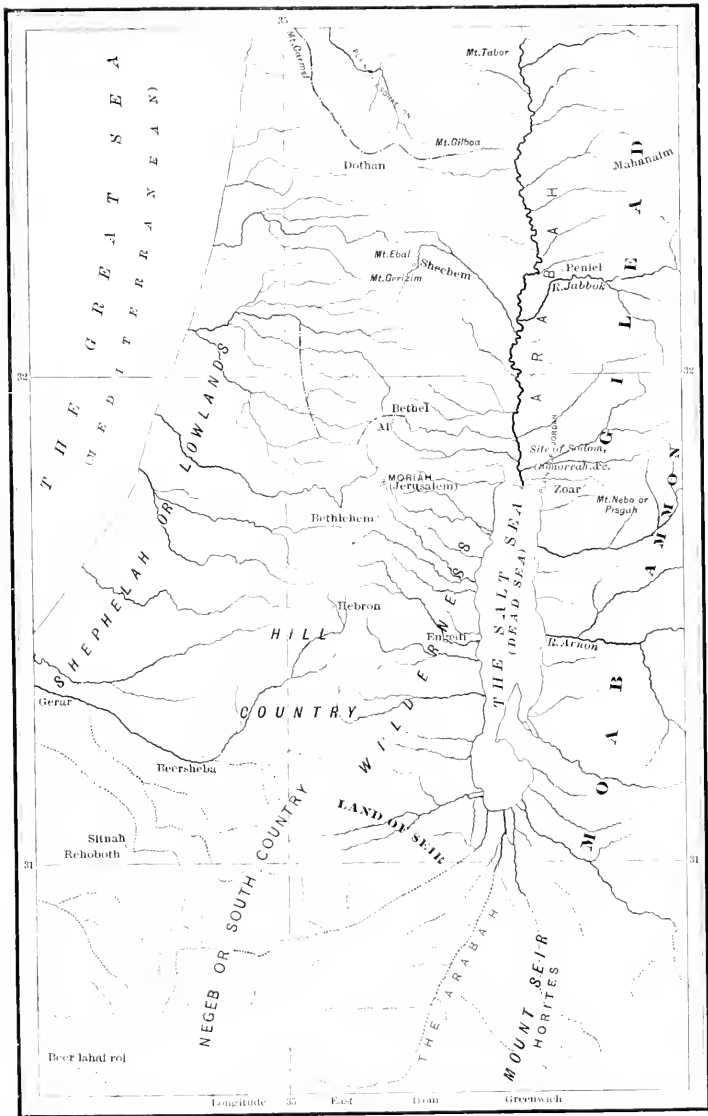 35
Mt. Carmel
PLAIN
Mt. Tabor
Mt. Gilboa
Dothan
Mahanaim
THE GREAT SEA
(MEDITERRANEAN)
Mt. Ebal
Shechem
Mt. Gerizim
Peniel
R. Jabbok
ARABAH
GILEAD
32
32
SHEPHELAH OR LOWLANDS
Bethel
Ai
Site of Sodom,
Gomorrah &c.
PLAIN OF JORDAN
Zoar
MORIAH
(Jerusalem)
Mt. Nebo or
Pisgah
AMMON
Bethlehem
THE SALT SEA
(DEAD SEA)
Hebron
HILL
COUNTRY
WILDERNESS
Engedi
R. Arnon
MOAB
Gerar
Beersheba
LAND OF SEIR
Sitnah
Rehoboth
31
31
NEGEB OR SOUTH COUNTRY
THE ARABAH
MOUNT SEIR
HORITES
Beer lahai roi
Longitude 35 East from Greenwich